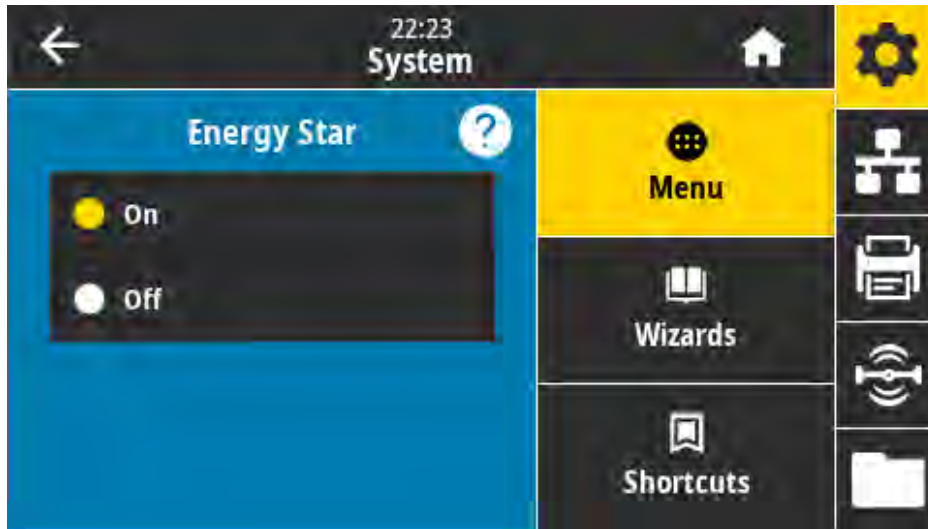 22:23
System
Energy Star
?
On
Off
Menu
Wizards
Shortcuts